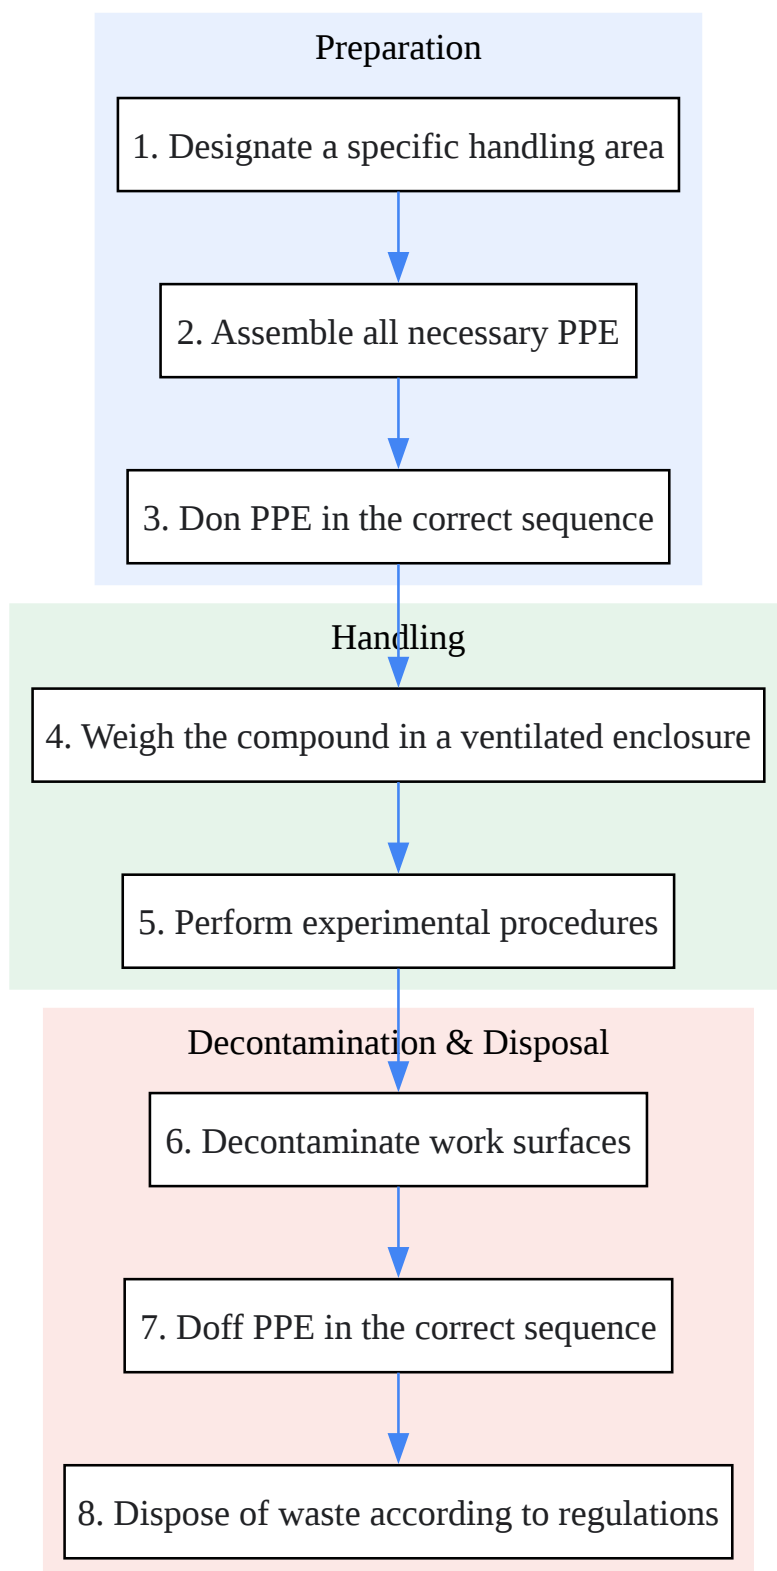 Preparation
1. Designate a specific handling area
2. Assemble all necessary PPE
3. Don PPE in the correct sequence
Handling
4. Weigh the compound in a ventilated enclosure
5. Perform experimental procedures
Decontamination & Disposal
6. Decontaminate work surfaces
7. Doff PPE in the correct sequence
8. Dispose of waste according to regulations